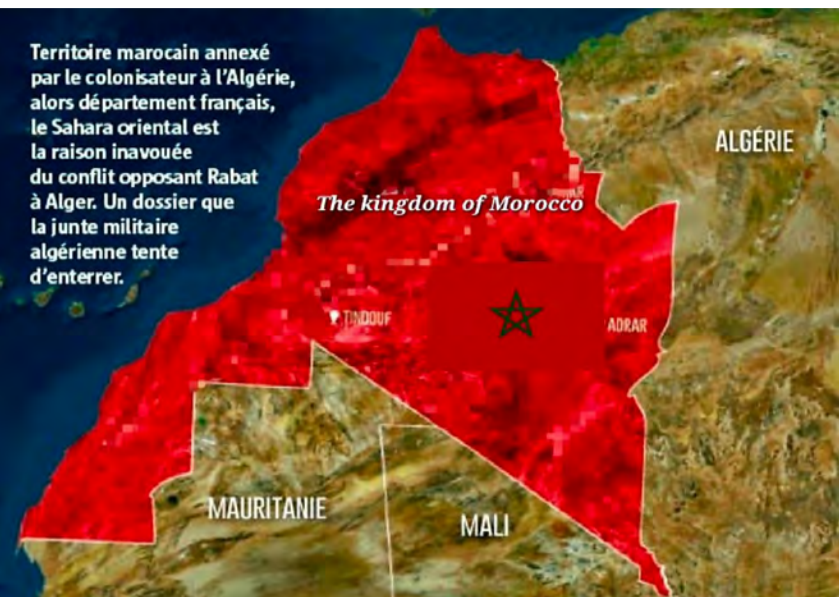 Territoire marocain annexé
par le colonisateur à l'Algérie,
alors département français,
le Sahara oriental est
la raison inavouée
du conflit opposant Rabat
à Alger. Un dossier que
la junte militaire
algérienne tente
d'enterrer.
ALGÉRIE
The kingdom of Morocco
TINDOUF
ADRAR
MAURITANIE
MALI